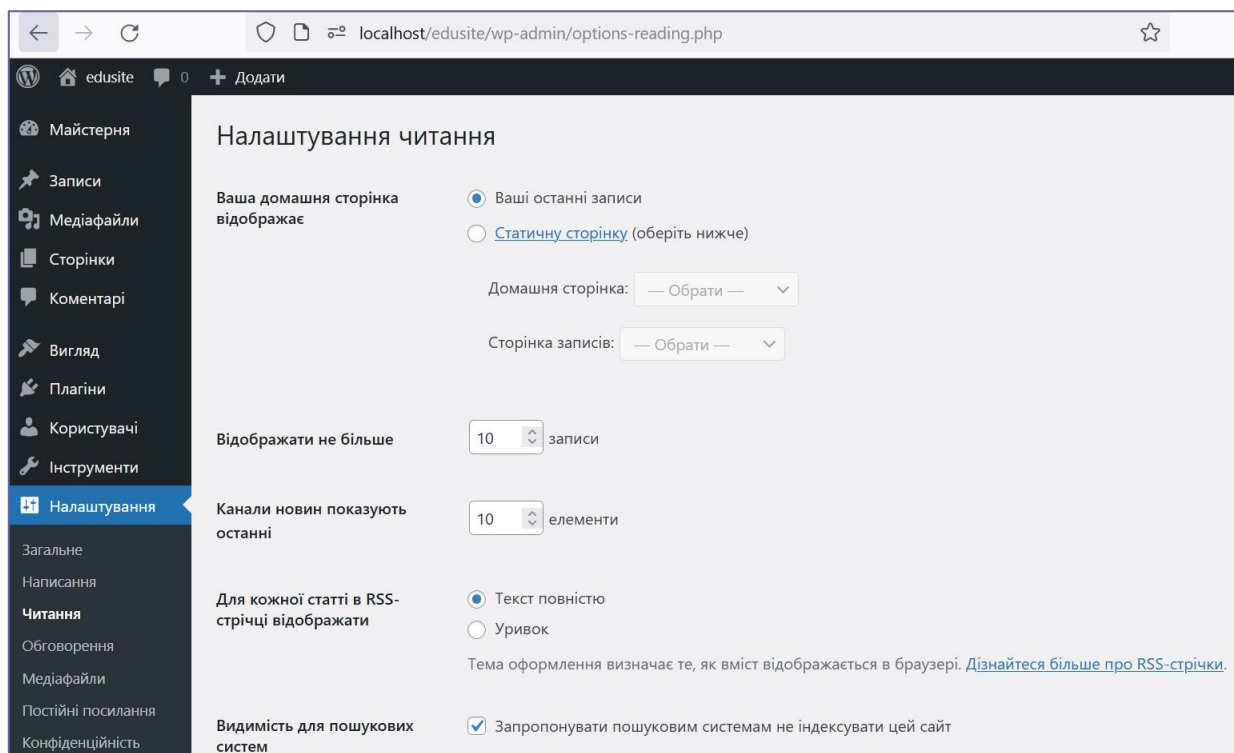 localhost/edusite/wp-admin/options-reading.php
edusite 0 Додати
Майстерня
Записи
Медіафайли
Сторінки
Коментарі
Вигляд
Плагіни
Користувачі
Інструменти
Налаштування
Загальне
Написання
Читання
Обговорення
Медіафайли
Постійні посилання
Конфіденційність
Налаштування читання
Ваша домашня сторінка
відображає
Ваші останні записи
Статичну сторінку (оберіть нижче)
Домашня сторінка: — Обрати —
Сторінка записів: — Обрати —
Відображати не більше
10 записи
Канали новин показують
останні
10 елементи
Для кожної статті в RSS-
стрічці відображати
Текст повністю
Уривок
Тема оформлення визначає те, як вміст відображається в браузері. Дізнайтеся більше про RSS-стрічки.
Видимість для пошукових
систем
Запропонувати пошуковим системам не індексувати цей сайт